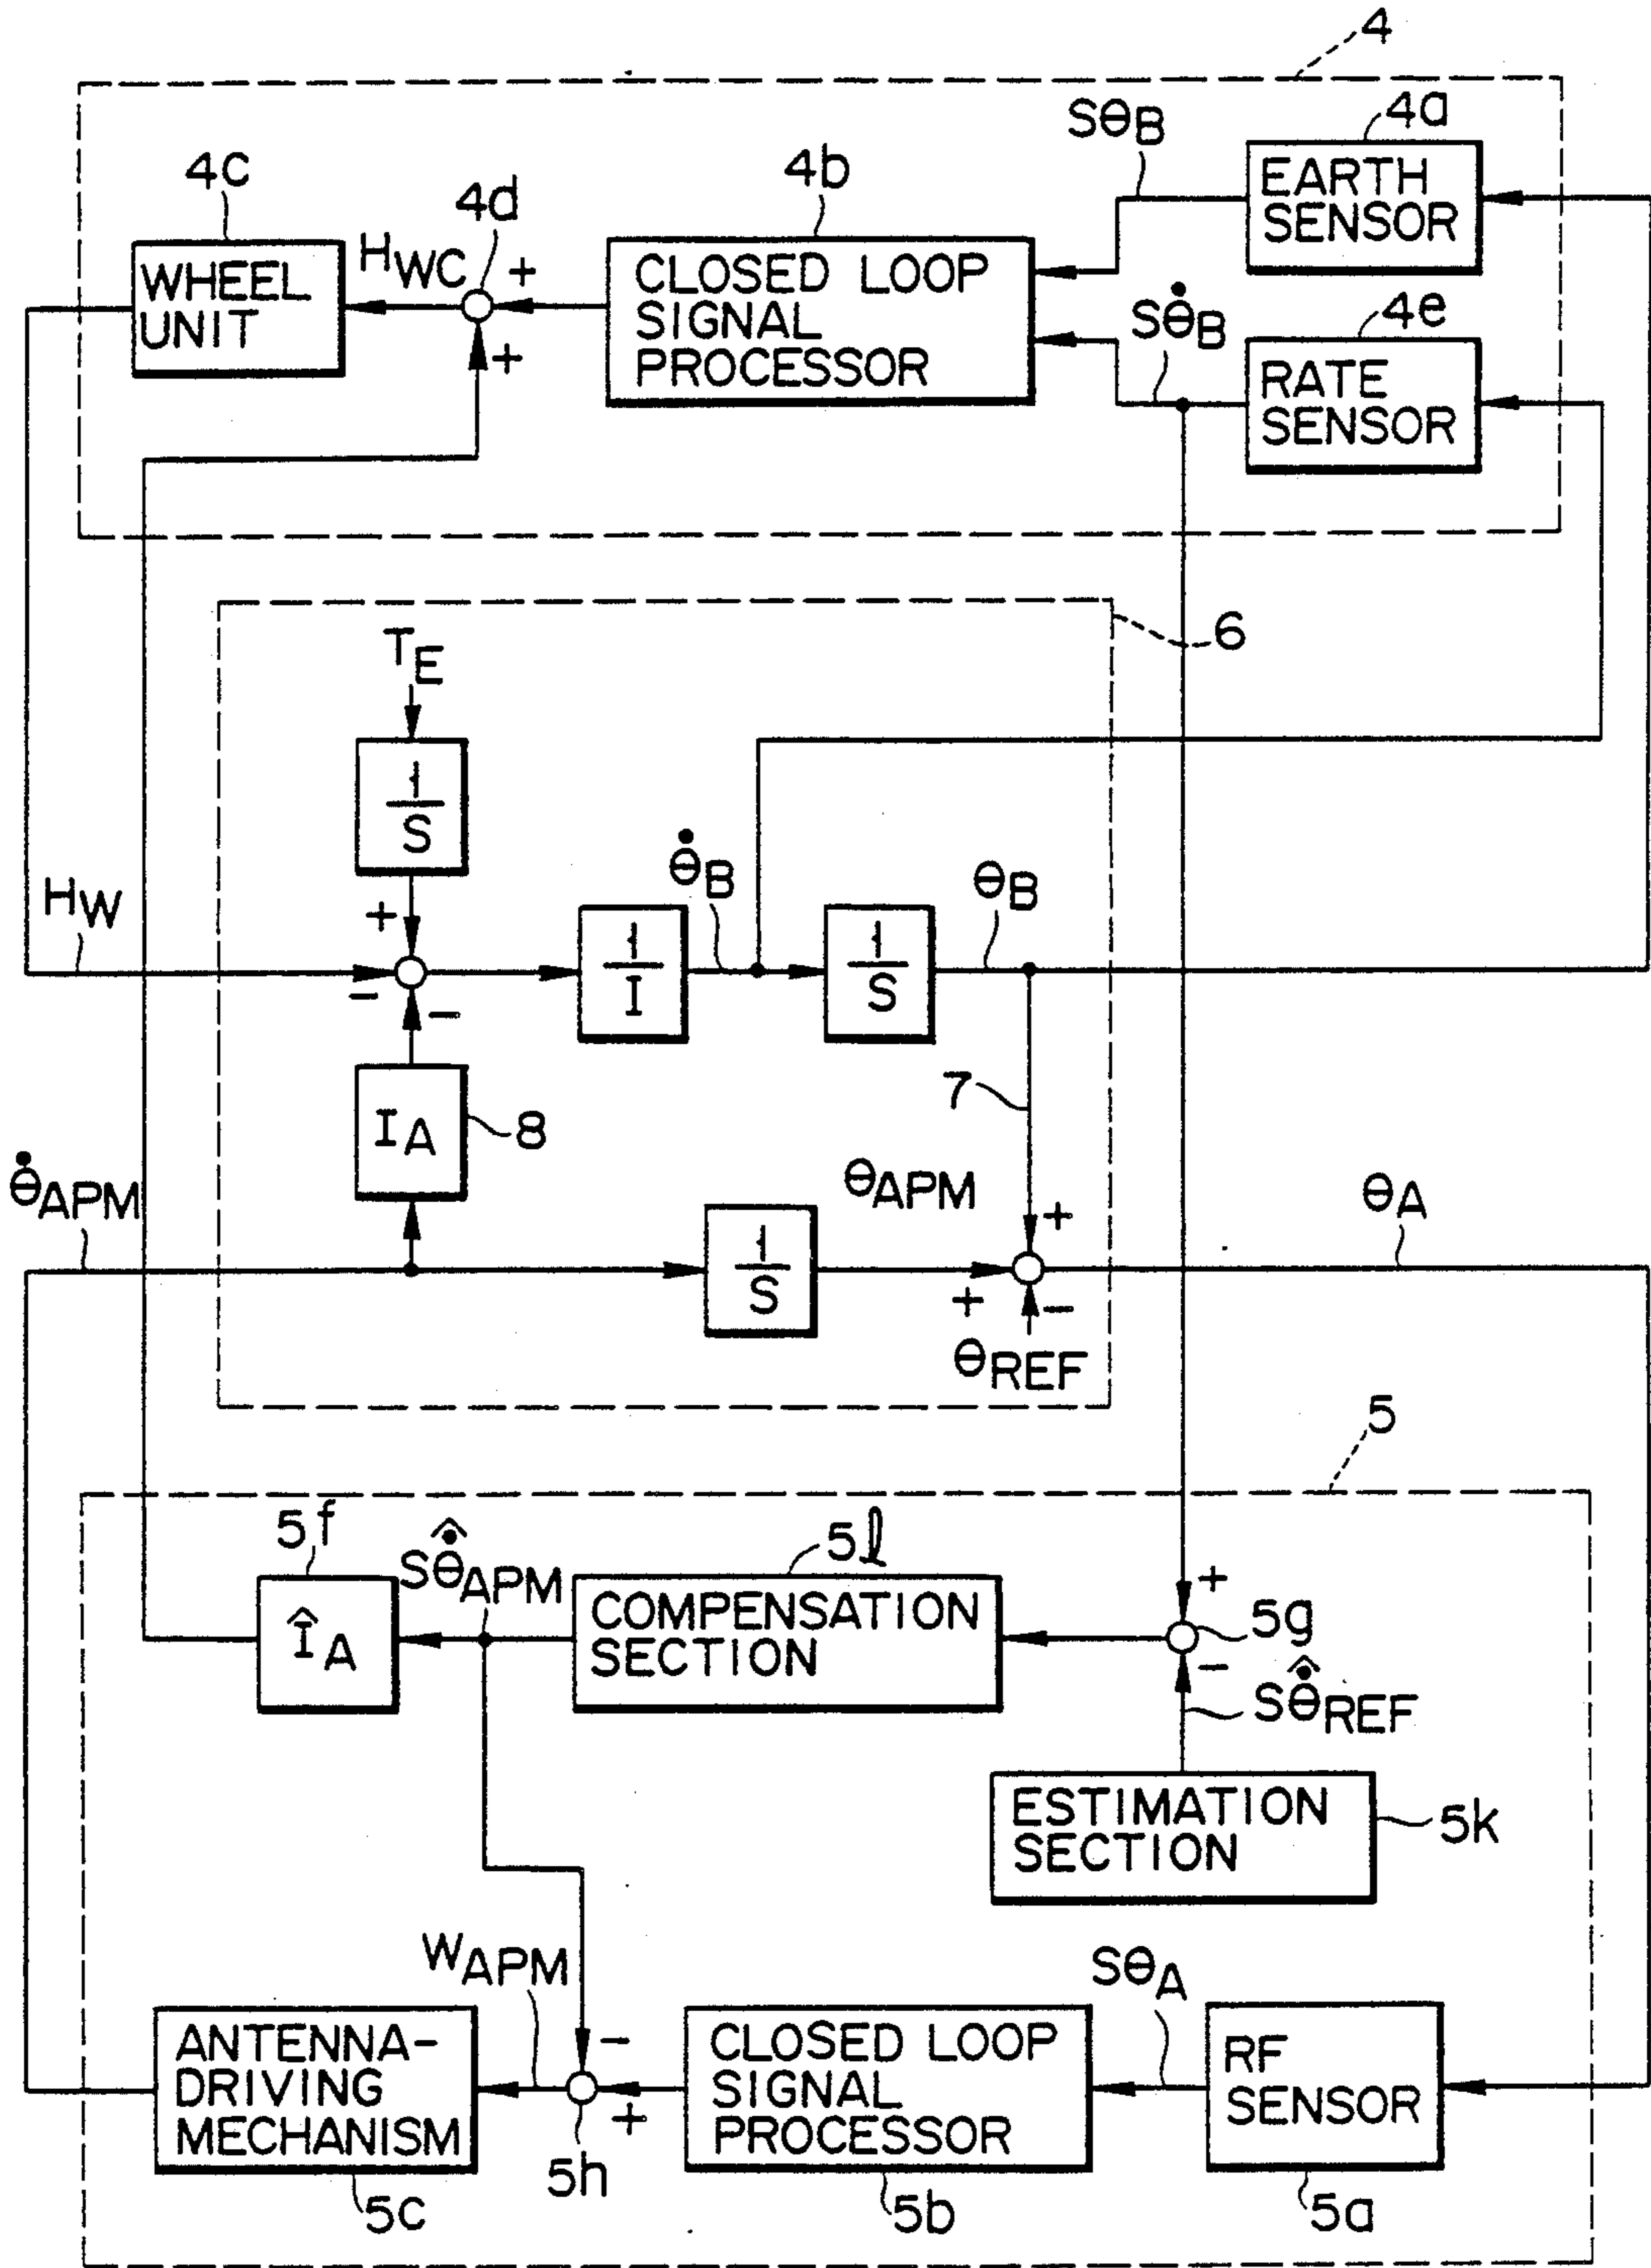 4
SθB
4a
EARTH
SENSOR
4c
4d
4b
HWC
+
WHEEL
UNIT
CLOSED LOOP
SIGNAL
PROCESSOR
+
Sθ̇B
4e
RATE
SENSOR
6
TE
1
S
HW
+
-
-
1
I
θ̇B
1
S
θB
7
IA
8
θ̇APM
1
S
θAPM
+
+
-
θREF
θA
5
5f
ÎA
Sθ̇̂APM
5l
COMPENSATION
SECTION
+
5g
-
Sθ̇̂REF
ESTIMATION
SECTION
5k
WAPM
SθA
ANTENNA-
DRIVING
MECHANISM
-
+
CLOSED LOOP
SIGNAL
PROCESSOR
RF
SENSOR
5c
5h
5b
5a